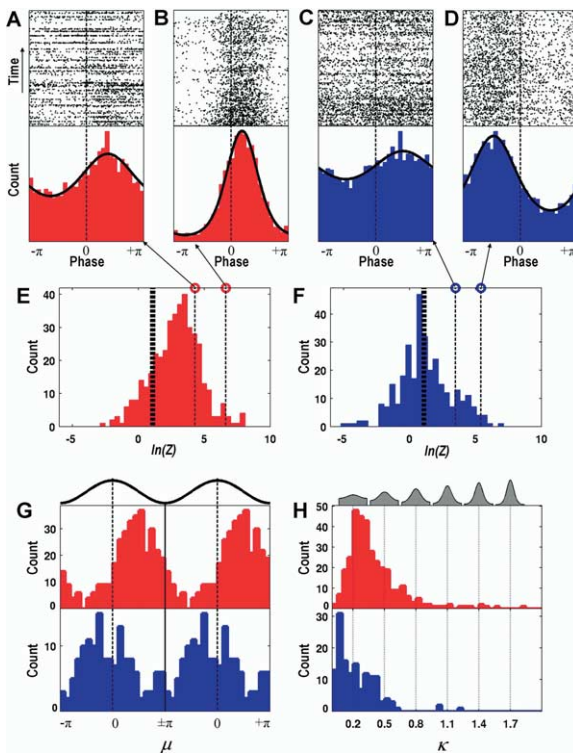 A B C D
Time
Count
-π 0 +π -π 0 +π -π 0 +π -π 0 +π
Phase Phase Phase Phase
E F
Count
40
30
20
10
0
-5 0 5 10
ln(Z)
Count
40
30
20
10
0
-5 0 5 10
ln(Z)
G H
Count
30
20
10
0
Count
10
0
-π 0 ±π 0 +π
μ
Count
50
40
30
20
10
0
Count
30
20
10
0
0.2 0.5 0.8 1.1 1.4 1.7
κ